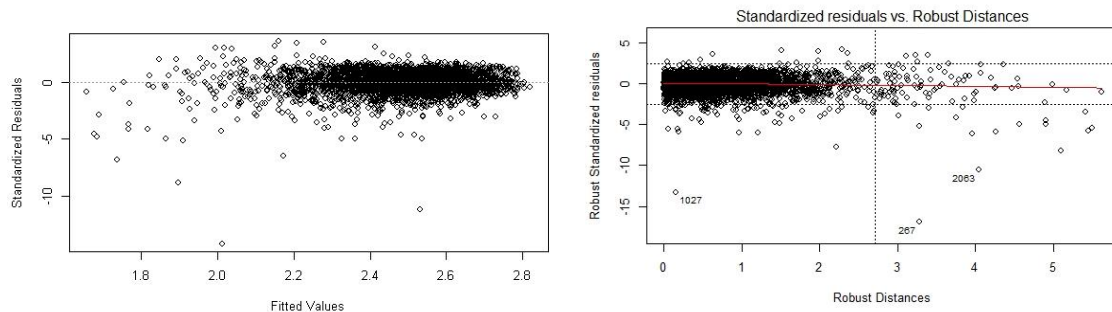 Standardized Residuals
0
-5
-10
1.8 2.0 2.2 2.4 2.6 2.8
Fitted Values
Standardized residuals vs. Robust Distances
Robust Standardized residuals
5
0
-5
-10
-15
1027
2063
267
0 1 2 3 4 5
Robust Distances